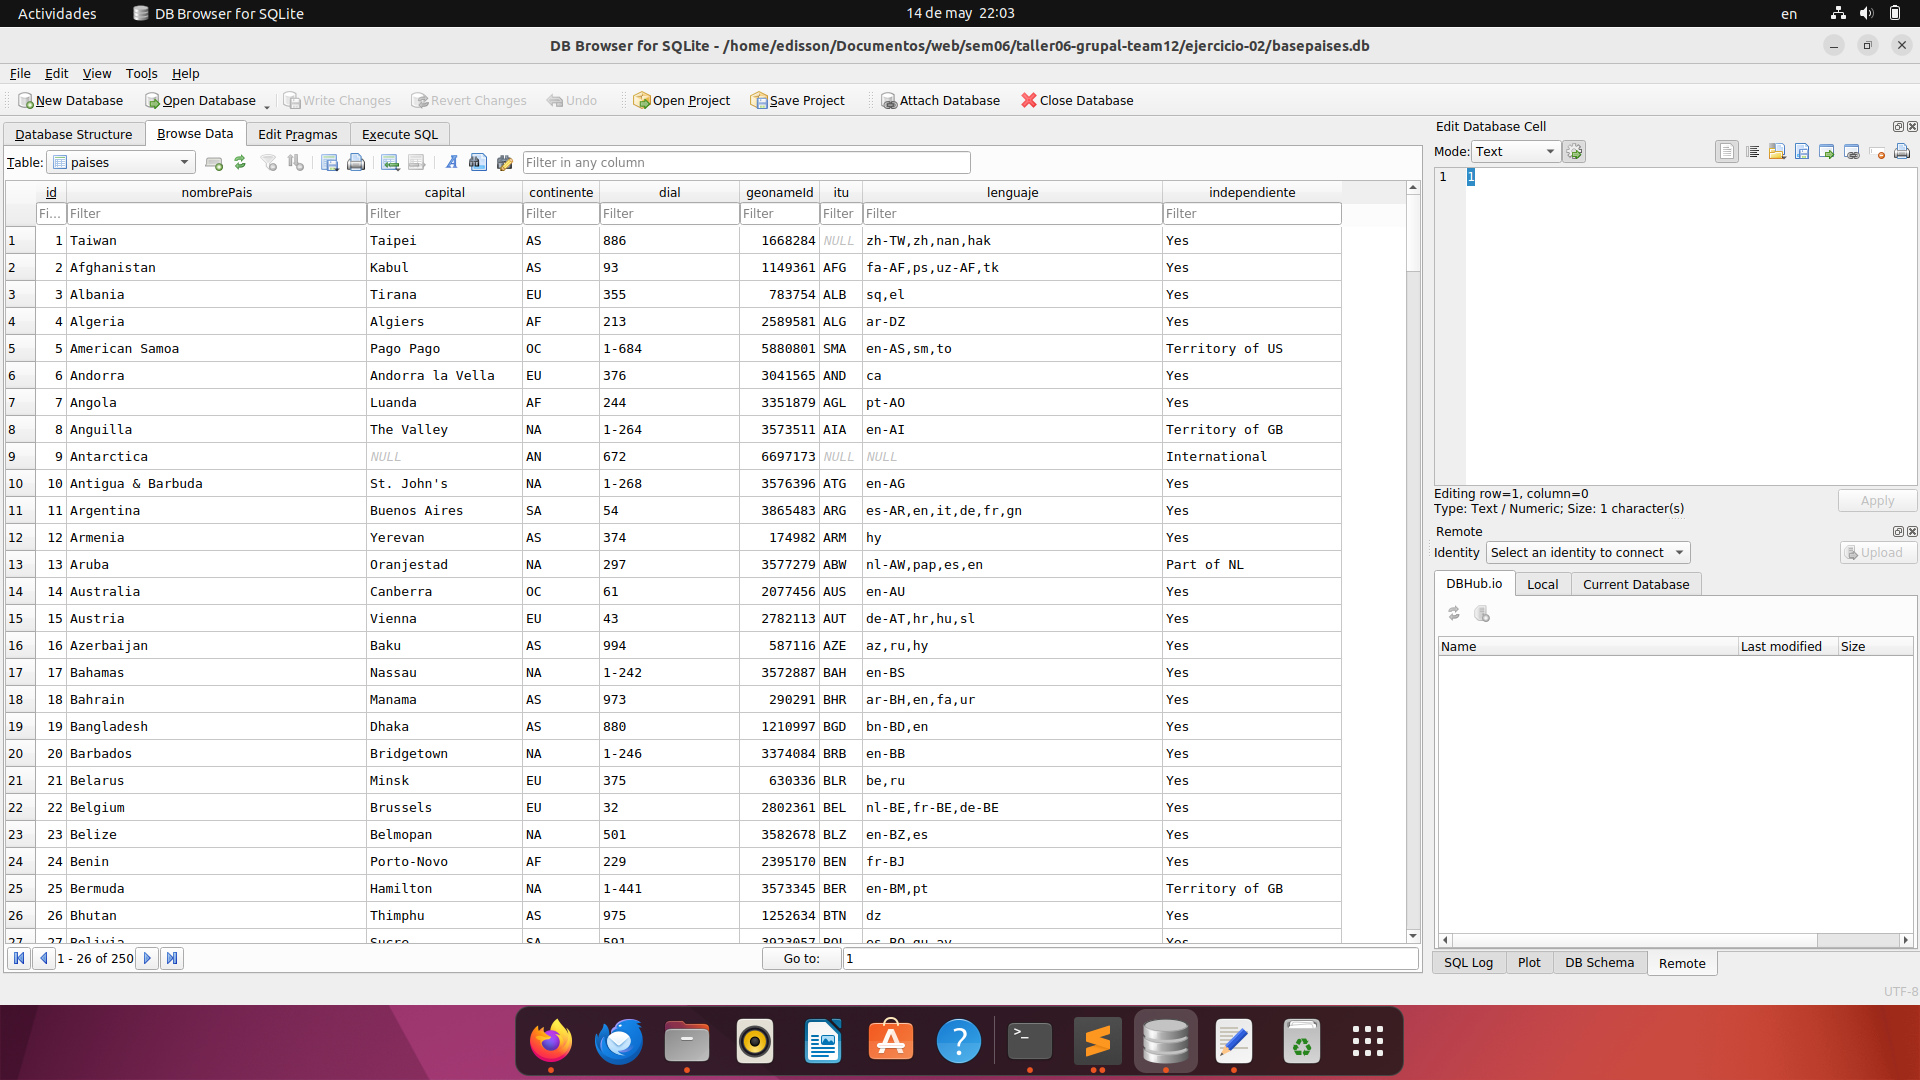 Actividades DB Browser for SQLite 14 de may 22:03 en
DB Browser for SQLite - /home/edisson/Documentos/web/sem06/taller06-grupal-team12/ejercicio-02/basepaises.db
File Edit View Tools Help
New Database Open Database Write Changes Revert Changes Undo Open Project Save Project Attach Database Close Database
Database Structure Browse Data Edit Pragmas Execute SQL
Table: paises Filter in any column
id nombrePais capital continente dial geonameId itu lenguaje independiente
Fi... Filter Filter Filter Filter Filter Filter Filter Filter
1 1 Taiwan Taipei AS 886 1668284 NULL zh-TW,zh,nan,hak Yes
2 2 Afghanistan Kabul AS 93 1149361 AFG fa-AF,ps,uz-AF,tk Yes
3 3 Albania Tirana EU 355 783754 ALB sq,el Yes
4 4 Algeria Algiers AF 213 2589581 ALG ar-DZ Yes
5 5 American Samoa Pago Pago OC 1-684 5880801 SMA en-AS,sm,to Territory of US
6 6 Andorra Andorra la Vella EU 376 3041565 AND ca Yes
7 7 Angola Luanda AF 244 3351879 AGL pt-AO Yes
8 8 Anguilla The Valley NA 1-264 3573511 AIA en-AI Territory of GB
9 9 Antarctica NULL AN 672 6697173 NULL NULL International
10 10 Antigua & Barbuda St. John's NA 1-268 3576396 ATG en-AG Yes
11 11 Argentina Buenos Aires SA 54 3865483 ARG es-AR,en,it,de,fr,gn Yes
12 12 Armenia Yerevan AS 374 174982 ARM hy Yes
13 13 Aruba Oranjestad NA 297 3577279 ABW nl-AW,pap,es,en Part of NL
14 14 Australia Canberra OC 61 2077456 AUS en-AU Yes
15 15 Austria Vienna EU 43 2782113 AUT de-AT,hr,hu,sl Yes
16 16 Azerbaijan Baku AS 994 587116 AZE az,ru,hy Yes
17 17 Bahamas Nassau NA 1-242 3572887 BAH en-BS Yes
18 18 Bahrain Manama AS 973 290291 BHR ar-BH,en,fa,ur Yes
19 19 Bangladesh Dhaka AS 880 1210997 BGD bn-BD,en Yes
20 20 Barbados Bridgetown NA 1-246 3374084 BRB en-BB Yes
21 21 Belarus Minsk EU 375 630336 BLR be,ru Yes
22 22 Belgium Brussels EU 32 2802361 BEL nl-BE,fr-BE,de-BE Yes
23 23 Belize Belmopan NA 501 3582678 BLZ en-BZ,es Yes
24 24 Benin Porto-Novo AF 229 2395170 BEN fr-BJ Yes
25 25 Bermuda Hamilton NA 1-441 3573345 BER en-BM,pt Territory of GB
26 26 Bhutan Thimphu AS 975 1252634 BTN dz Yes
27 27 Bolivia Sucre SA 591 3923057 BOL es-BO,qu,ay Yes
1 - 26 of 250 Go to: 1
Edit Database Cell
Mode: Text
1 1
Editing row=1, column=0
Type: Text / Numeric; Size: 1 character(s)
Apply
Remote
Identity Select an identity to connect Upload
DBHub.io Local Current Database
Name Last modified Size
SQL Log Plot DB Schema Remote
UTF-8